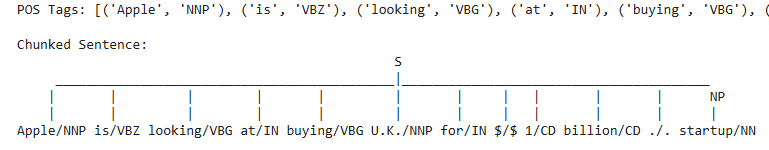 POS Tags: [('Apple', 'NNP'), ('is', 'VBZ'), ('looking', 'VBG'), ('at', 'IN'), ('buying', 'VBG'), (
Chunked Sentence:
S
NP
Apple/NNP is/VBZ looking/VBG at/IN buying/VBG U.K./NNP for/IN $/$ 1/CD billion/CD ./. startup/NN